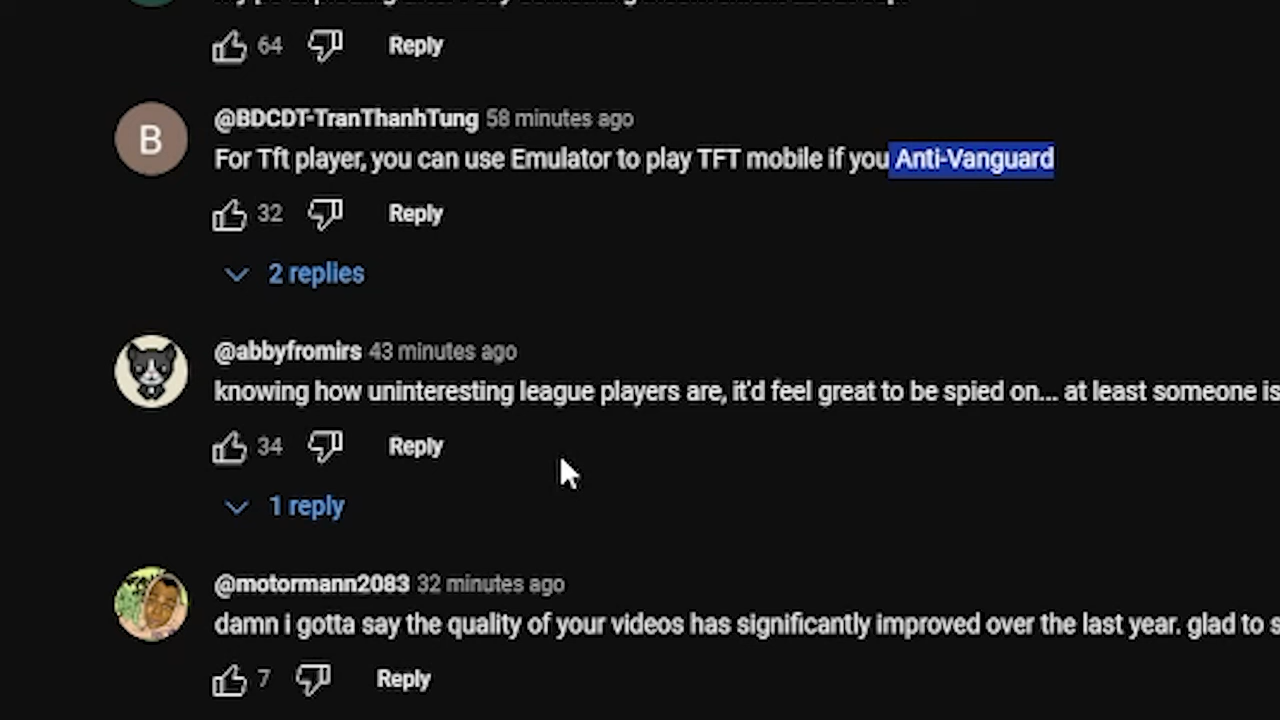 64 Reply
B
@BDCDT-TranThanhTung 58 minutes ago
For Tft player, you can use Emulator to play TFT mobile if you Anti-Vanguard
32 Reply
2 replies
@abbyfromirs 43 minutes ago
knowing how uninteresting league players are, it'd feel great to be spied on... at least someone is
34 Reply
1 reply
@motormann2083 32 minutes ago
damn i gotta say the quality of your videos has significantly improved over the last year. glad to s
7 Reply